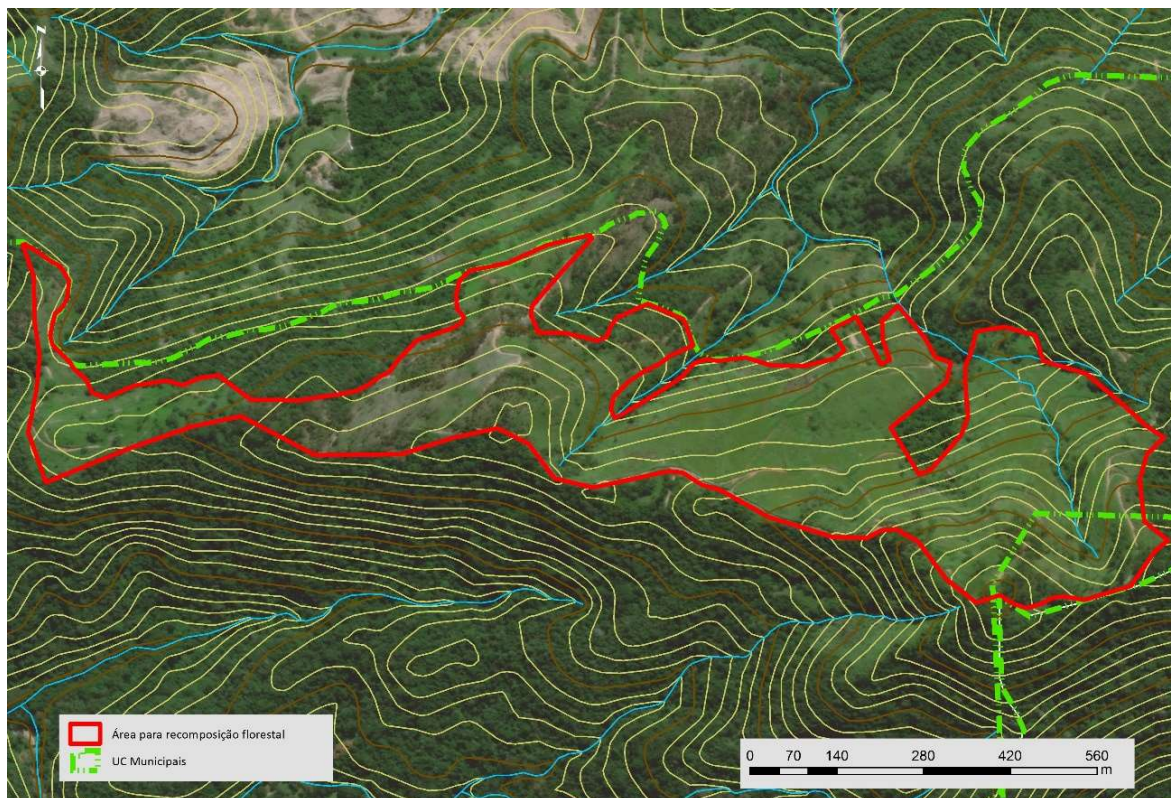 N
Área para recomposição florestal
UC Municipais
0 70 140 280 420 560
m